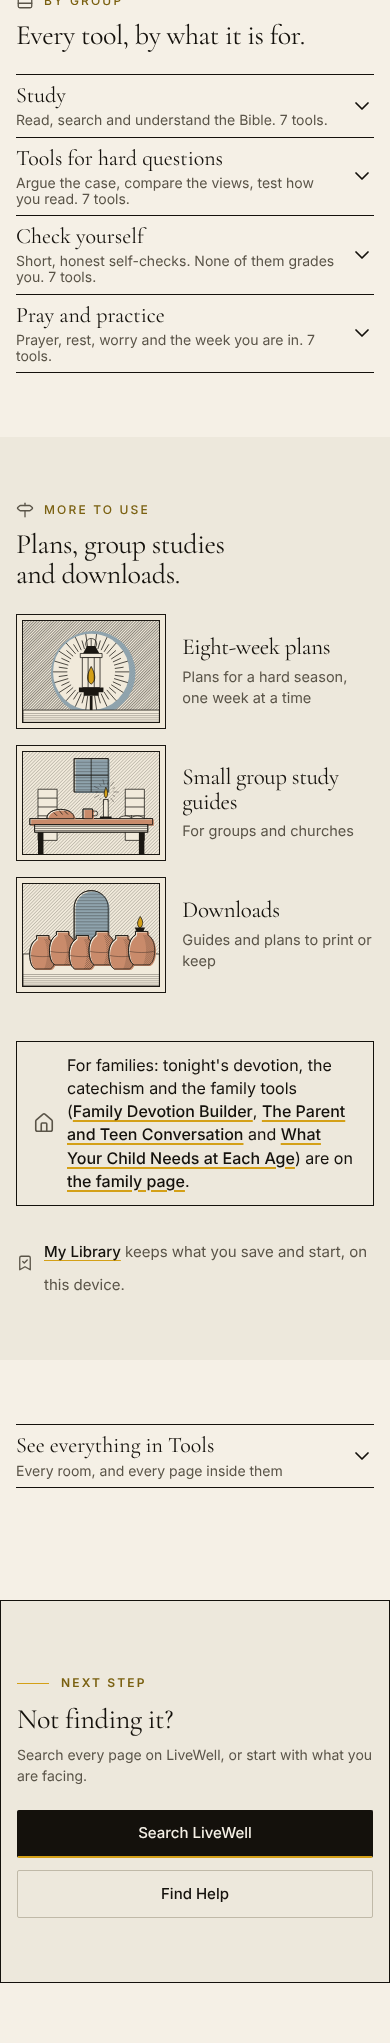 BY GROUP
Every tool, by what it is for.
Study
Read, search and understand the Bible. 7 tools.
Tools for hard questions
Argue the case, compare the views, test how
you read. 7 tools.
Check yourself
Short, honest self-checks. None of them grades
you. 7 tools.
Pray and practice
Prayer, rest, worry and the week you are in. 7
tools.
MORE TO USE
Plans, group studies
and downloads.
Eight-week plans
Plans for a hard season,
one week at a time
Small group study
guides
For groups and churches
Downloads
Guides and plans to print or
keep
For families: tonight's devotion, the
catechism and the family tools
(Family Devotion Builder, The Parent
and Teen Conversation and What
Your Child Needs at Each Age) are on
the family page.
My Library keeps what you save and start, on
this device.
See everything in Tools
Every room, and every page inside them
NEXT STEP
Not finding it?
Search every page on LiveWell, or start with what you
are facing.
Search LiveWell
Find Help